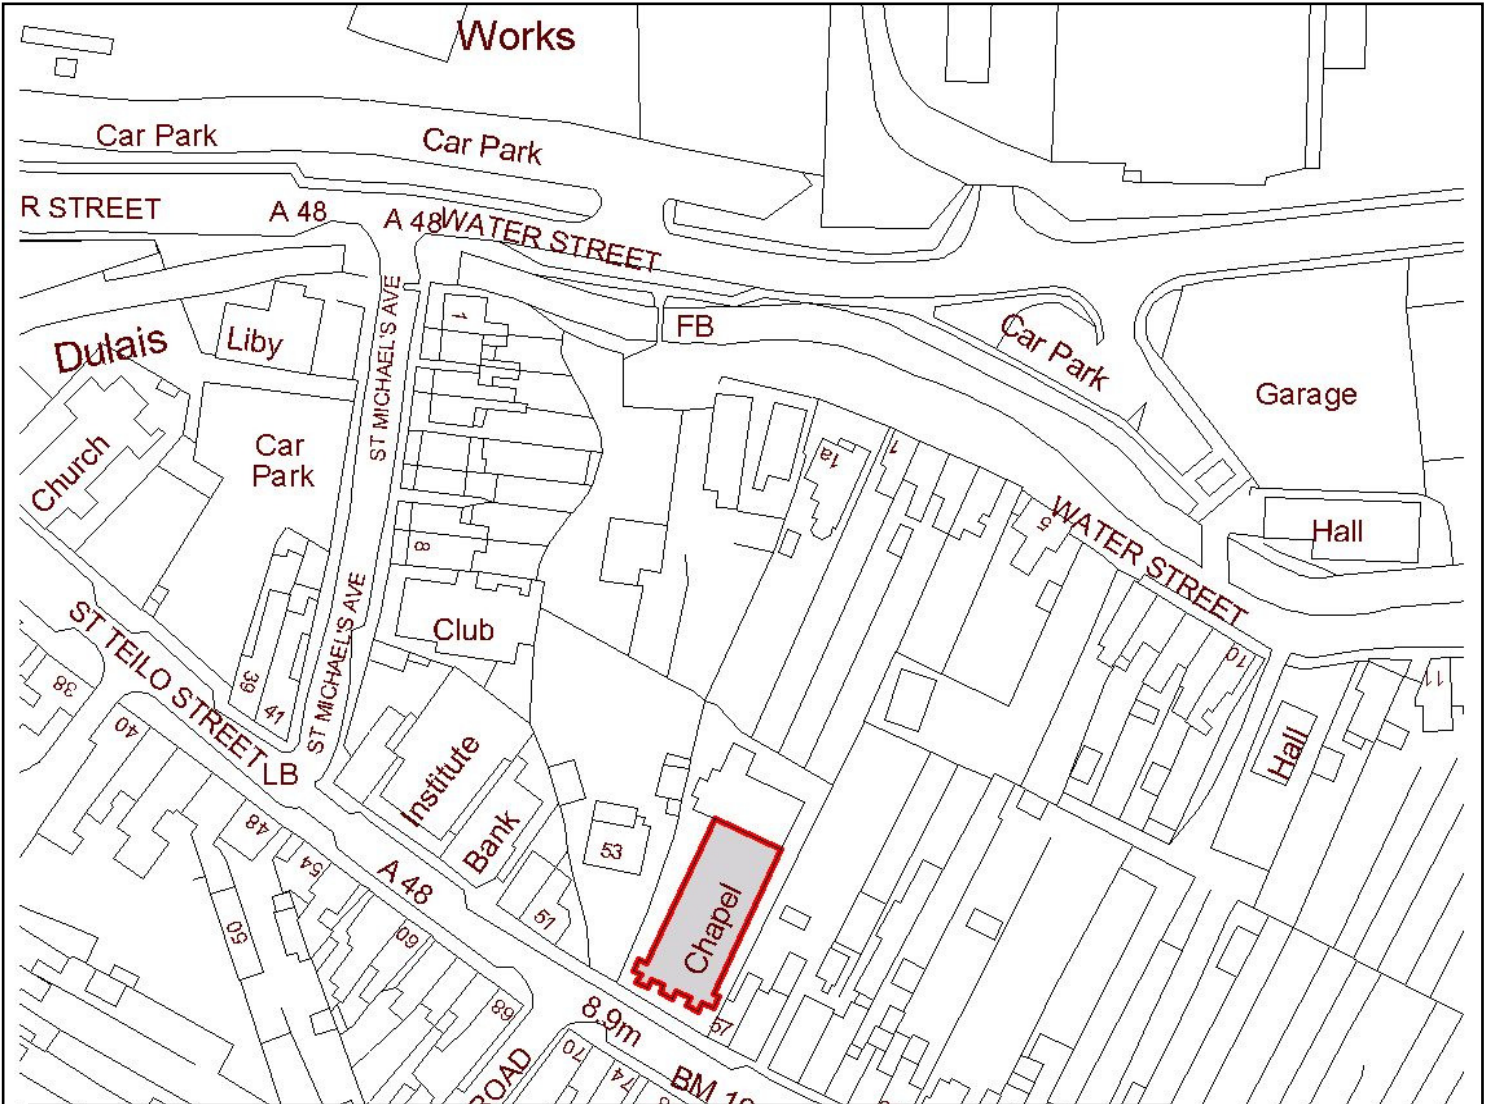 Works
Car Park
Car Park
R STREET
A 48
A 48
WATER STREET
ST MICHAEL'S AVE
1
FB
Liby
Dulais
Car Park
Garage
Church
Car
Park
1a
1
5
WATER STREET
Hall
8
ST MICHAEL'S AVE
Club
ST TEILO STREET
38
39
41
40
10
11
LB
Institute
Hall
Bank
48
54
A 48
53
51
50
60
68
Chapel
57
8.9m
70
74
ROAD
BM